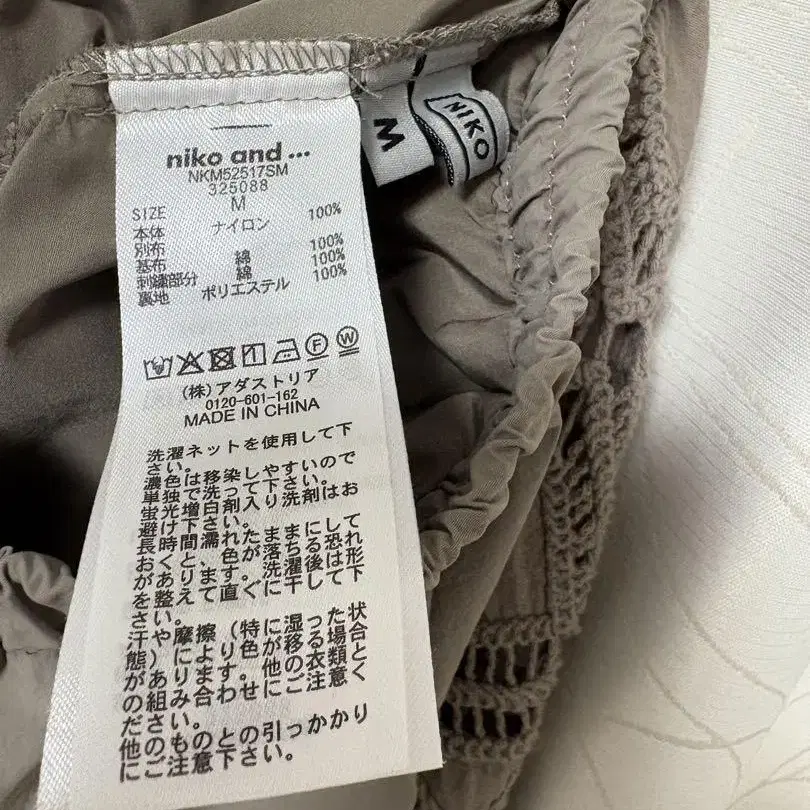 niko and ...
NKM52517SM
325088
SIZE M
本体 ナイロン 100%
別布
基布 綿 100%
刺繍部分 綿 100%
裏地 ポリエステル 100%
(株)アダストリア
0120-601-162
MADE IN CHINA
洗濯ネットを使用して下
さい。
濃色は移染しやすいので
単独で洗って下さい。
蛍光増白剤入り洗剤はお
避け下さい。
長時間濡れたままにして
おくと、色が落ちる恐れ
があります。洗濯後は形
を整えて直ぐに干して下
さい。
汗や摩擦(特に湿った状
態)により色が移る場合
があります。他の衣類と
の組み合わせにご注意く
ださい。
他のものとの引っかかり
にご注意下さい。
M
NIKO